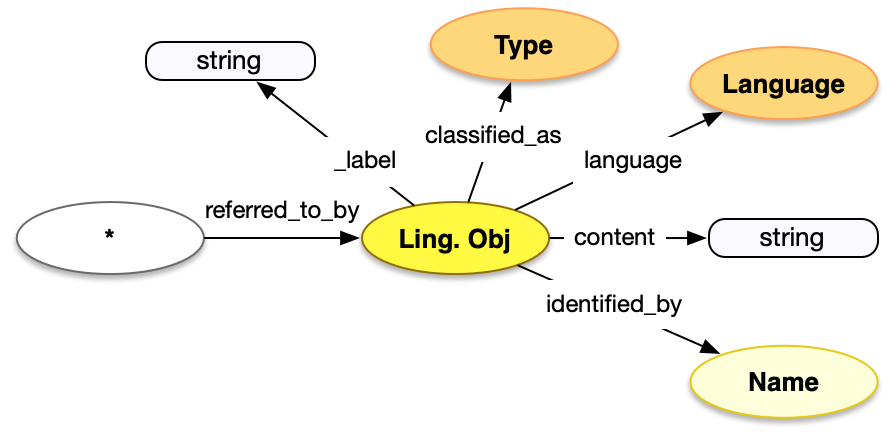 Type
string
Language
classified_as
_label
language
referred_to_by
*
Ling. Obj
content
string
identified_by
Name